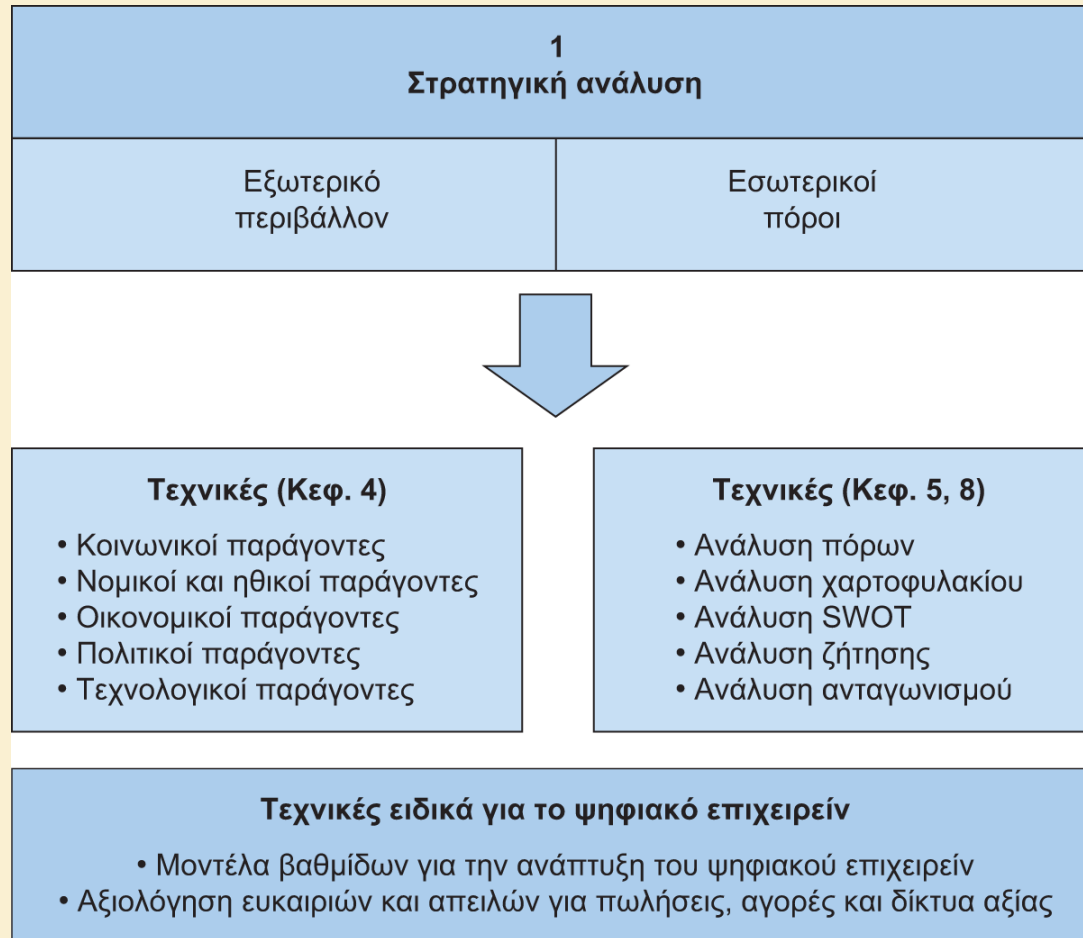 1
Στρατηγική ανάλυση
Εξωτερικό
περιβάλλον
Εσωτερικοί
πόροι
Τεχνικές (Κεφ. 4)
• Κοινωνικοί παράγοντες
• Νομικοί και ηθικοί παράγοντες
• Οικονομικοί παράγοντες
• Πολιτικοί παράγοντες
• Τεχνολογικοί παράγοντες
Τεχνικές (Κεφ. 5, 8)
• Ανάλυση πόρων
• Ανάλυση χαρτοφυλακίου
• Ανάλυση SWOT
• Ανάλυση ζήτησης
• Ανάλυση ανταγωνισμού
Τεχνικές ειδικά για το ψηφιακό επιχειρείν
• Μοντέλα βαθμίδων για την ανάπτυξη του ψηφιακού επιχειρείν
• Αξιολόγηση ευκαιριών και απειλών για πωλήσεις, αγορές και δίκτυα αξίας